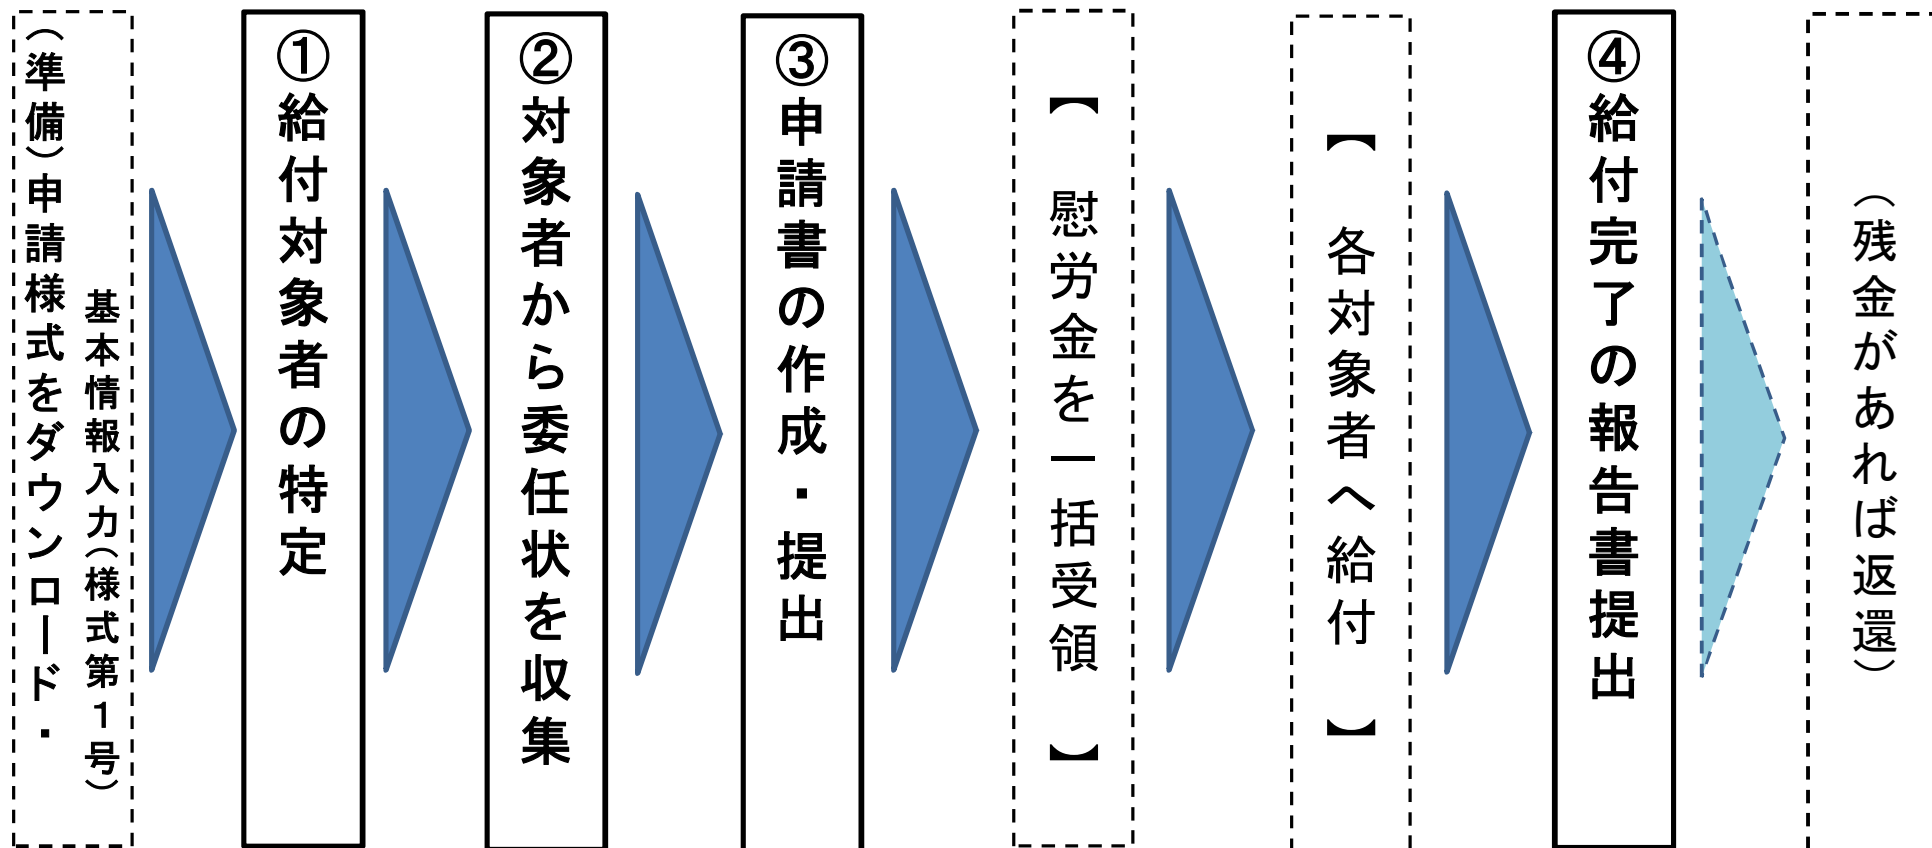 （準備）申請様式をダウンロード・
基本情報入力（様式第１号）
①給付対象者の特定
②対象者から委任状を収集
③申請書の作成・提出
【　慰労金を一括受領　】
【　各対象者へ給付　】
④給付完了の報告書提出
（残金があれば返還）